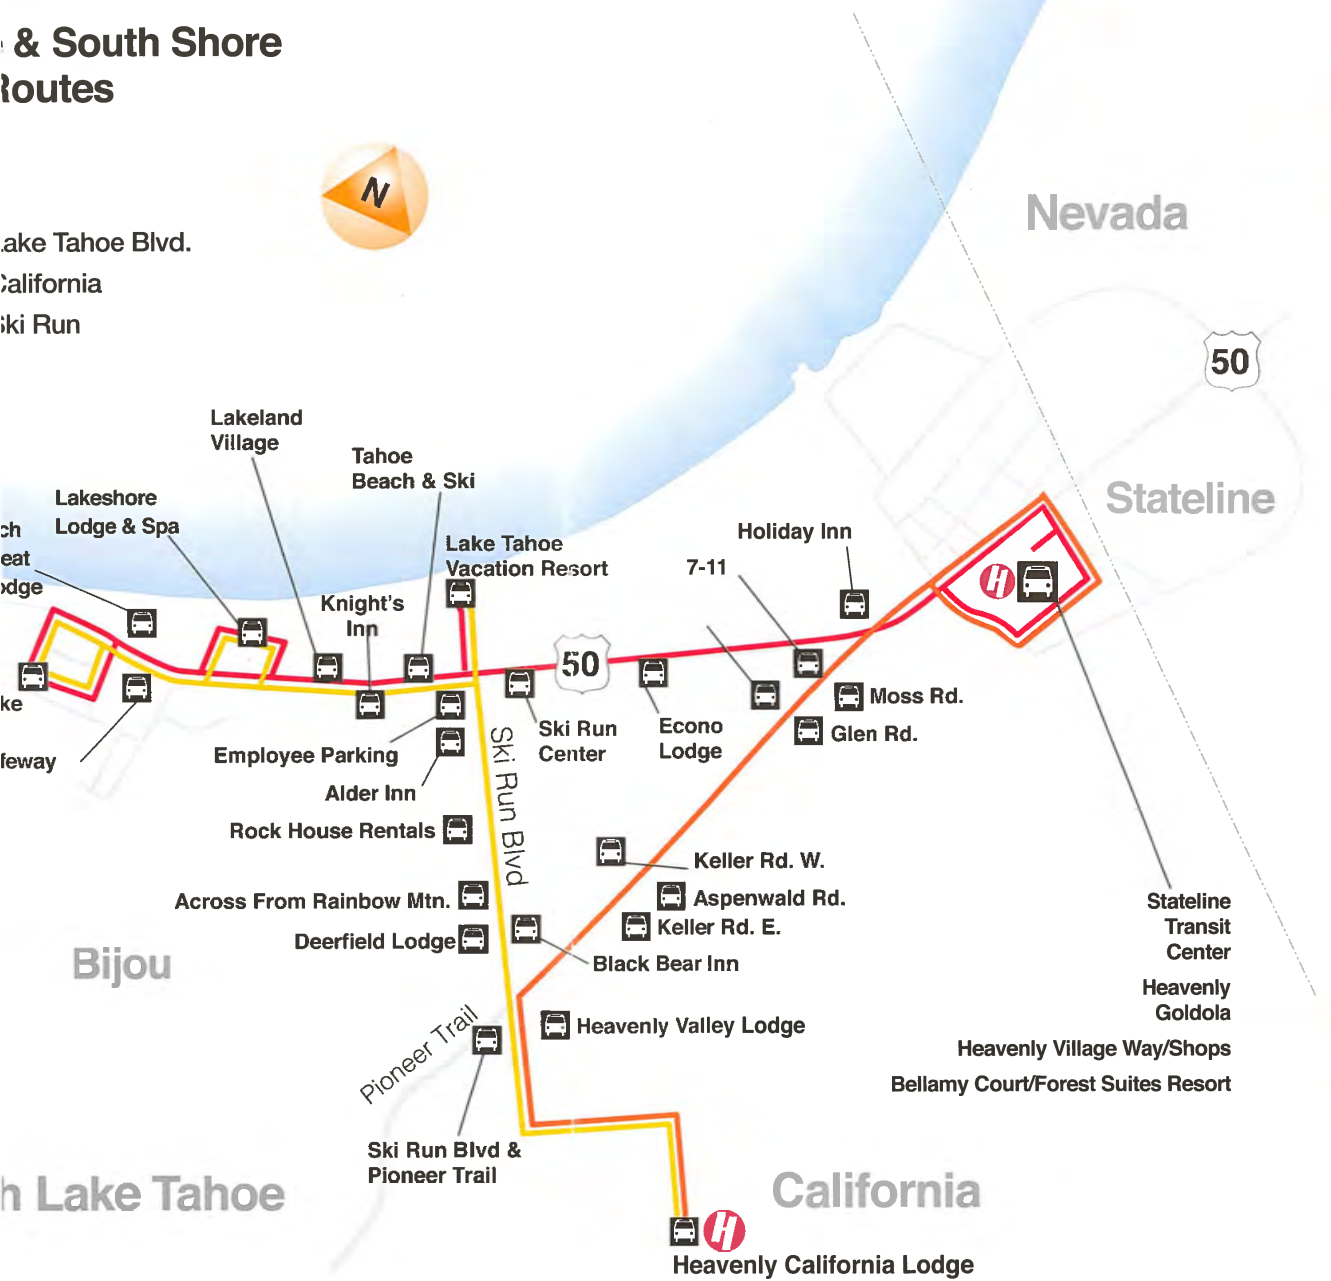 & South Shore
Routes
N
Lake Tahoe Blvd.
California
Ski Run
Nevada
50
Stateline
Lakeland
Village
Tahoe
Beach & Ski
Lakeshore
Lodge & Spa
ch
eat
odge
Lake Tahoe
Vacation Resort
Knight's
Inn
Holiday Inn
7-11
H
50
ke
feway
Employee Parking
Alder Inn
Ski Run
Center
Econo
Lodge
Moss Rd.
Glen Rd.
Ski Run Blvd
Rock House Rentals
Keller Rd. W.
Across From Rainbow Mtn.
Aspenwald Rd.
Deerfield Lodge
Keller Rd. E.
Black Bear Inn
Bijou
Stateline
Transit
Center
Heavenly
Goldola
Heavenly Village Way/Shops
Bellamy Court/Forest Suites Resort
Heavenly Valley Lodge
Pioneer Trail
Ski Run Blvd &
Pioneer Trail
h Lake Tahoe
California
H
Heavenly California Lodge